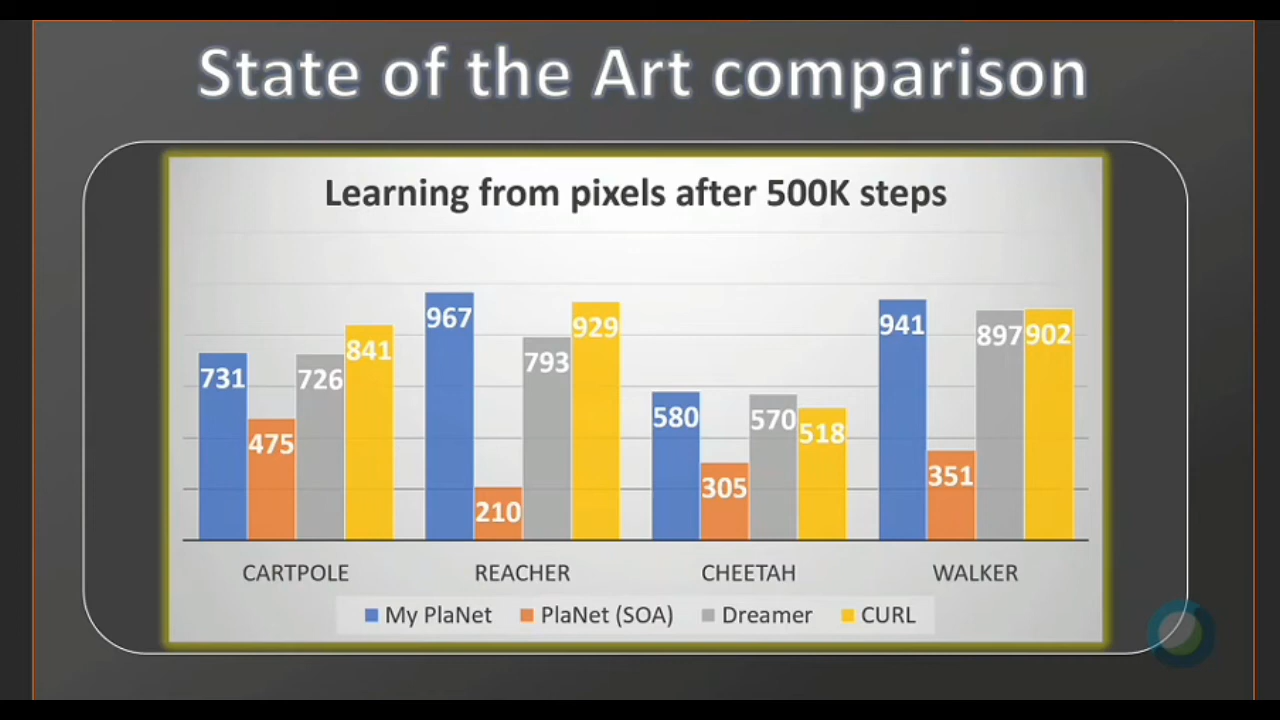 State of the Art comparison
Learning from pixels after 500K steps
731 475 726 841
967 210 793 929
580 305 570 518
941 351 897 902
CARTPOLE REACHER CHEETAH WALKER
My PlaNet PlaNet (SOA) Dreamer CURL